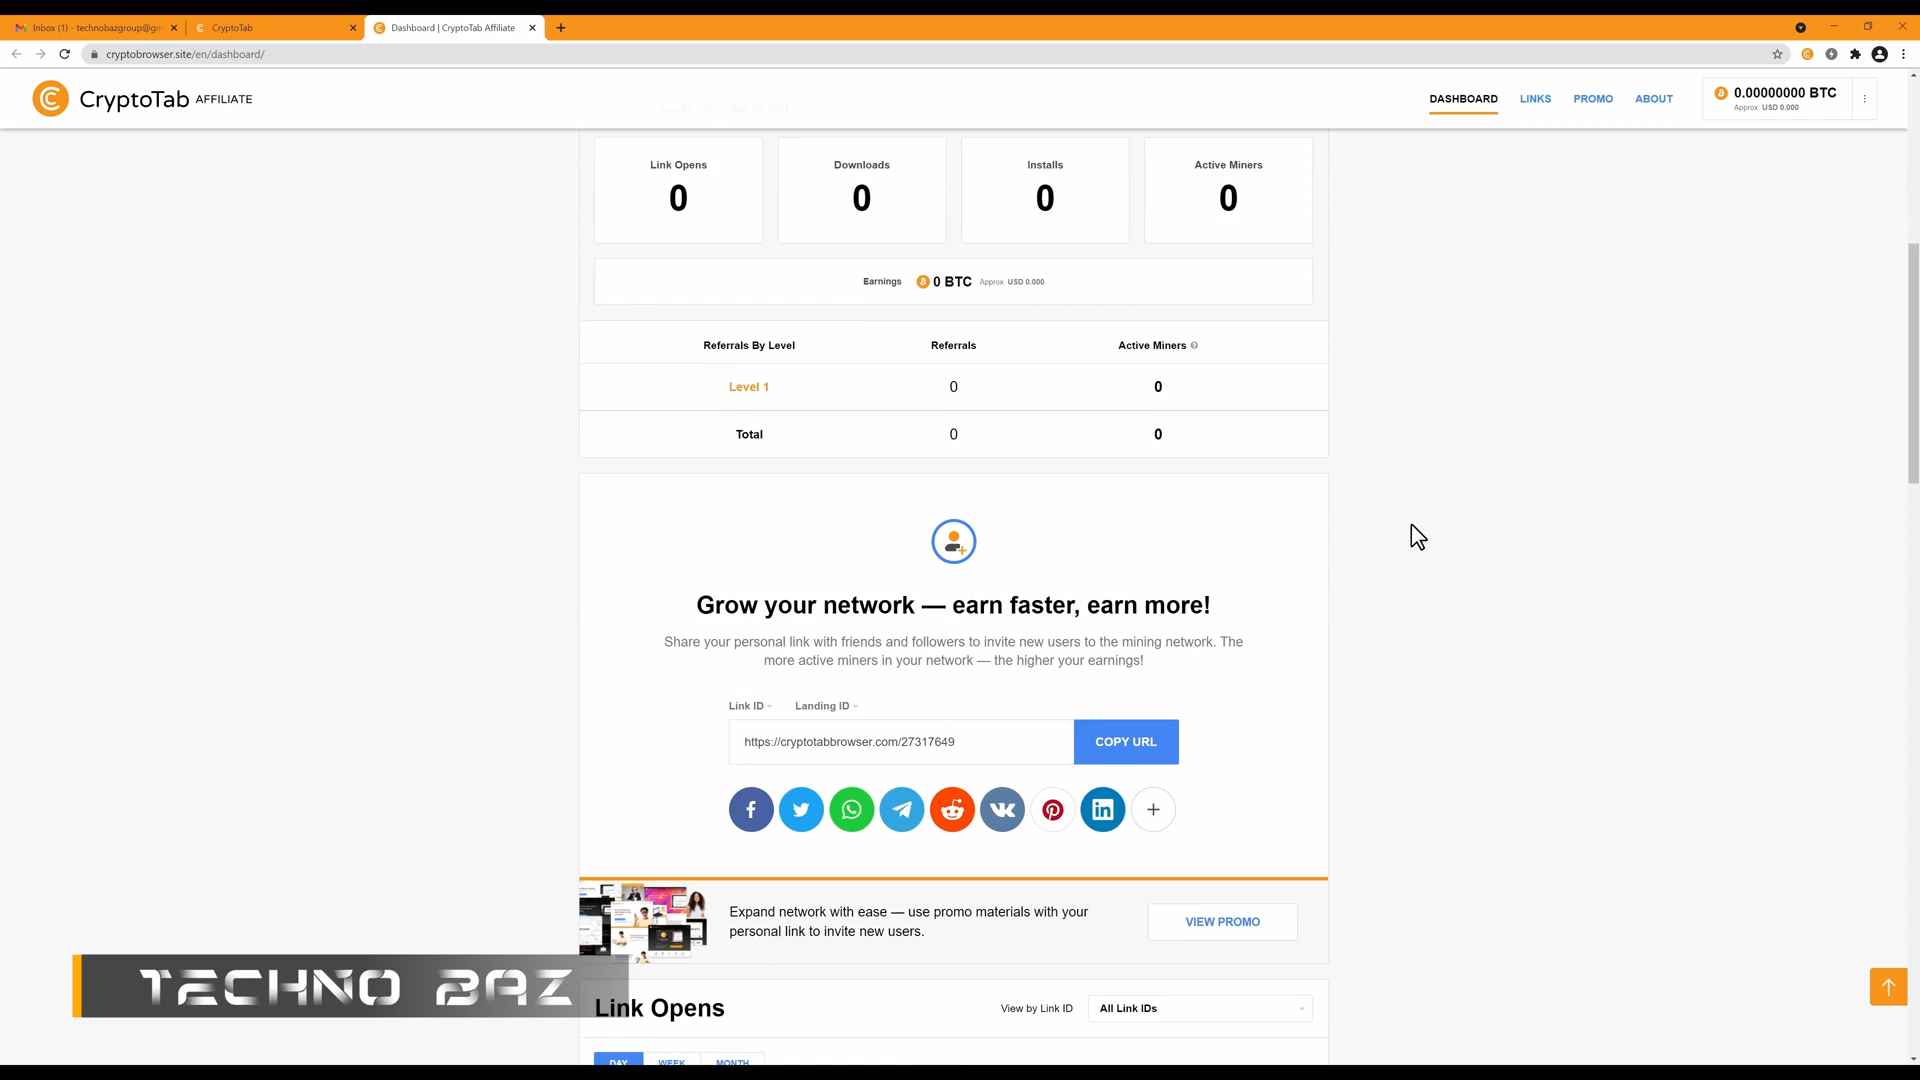 Inbox (1) - technobazgroup@gm
CryptoTab
Dashboard | CryptoTab Affiliate
cryptobrowser.site/en/dashboard/
CryptoTab AFFILIATE
DASHBOARD
LINKS
PROMO
ABOUT
0.00000000 BTC
Approx. USD 0.000
Link Opens
0
Downloads
0
Installs
0
Active Miners
0
Earnings 0 BTC Approx. USD 0.000
Referrals By Level Referrals Active Miners
Level 1 0 0
Total 0 0
Grow your network — earn faster, earn more!
Share your personal link with friends and followers to invite new users to the mining network. The
more active miners in your network — the higher your earnings!
Link ID Landing ID
https://cryptotabbrowser.com/27317649
COPY URL
Expand network with ease — use promo materials with your
personal link to invite new users.
VIEW PROMO
TECHNO BAZ
Link Opens
View by Link ID All Link IDs
DAY WEEK MONTH